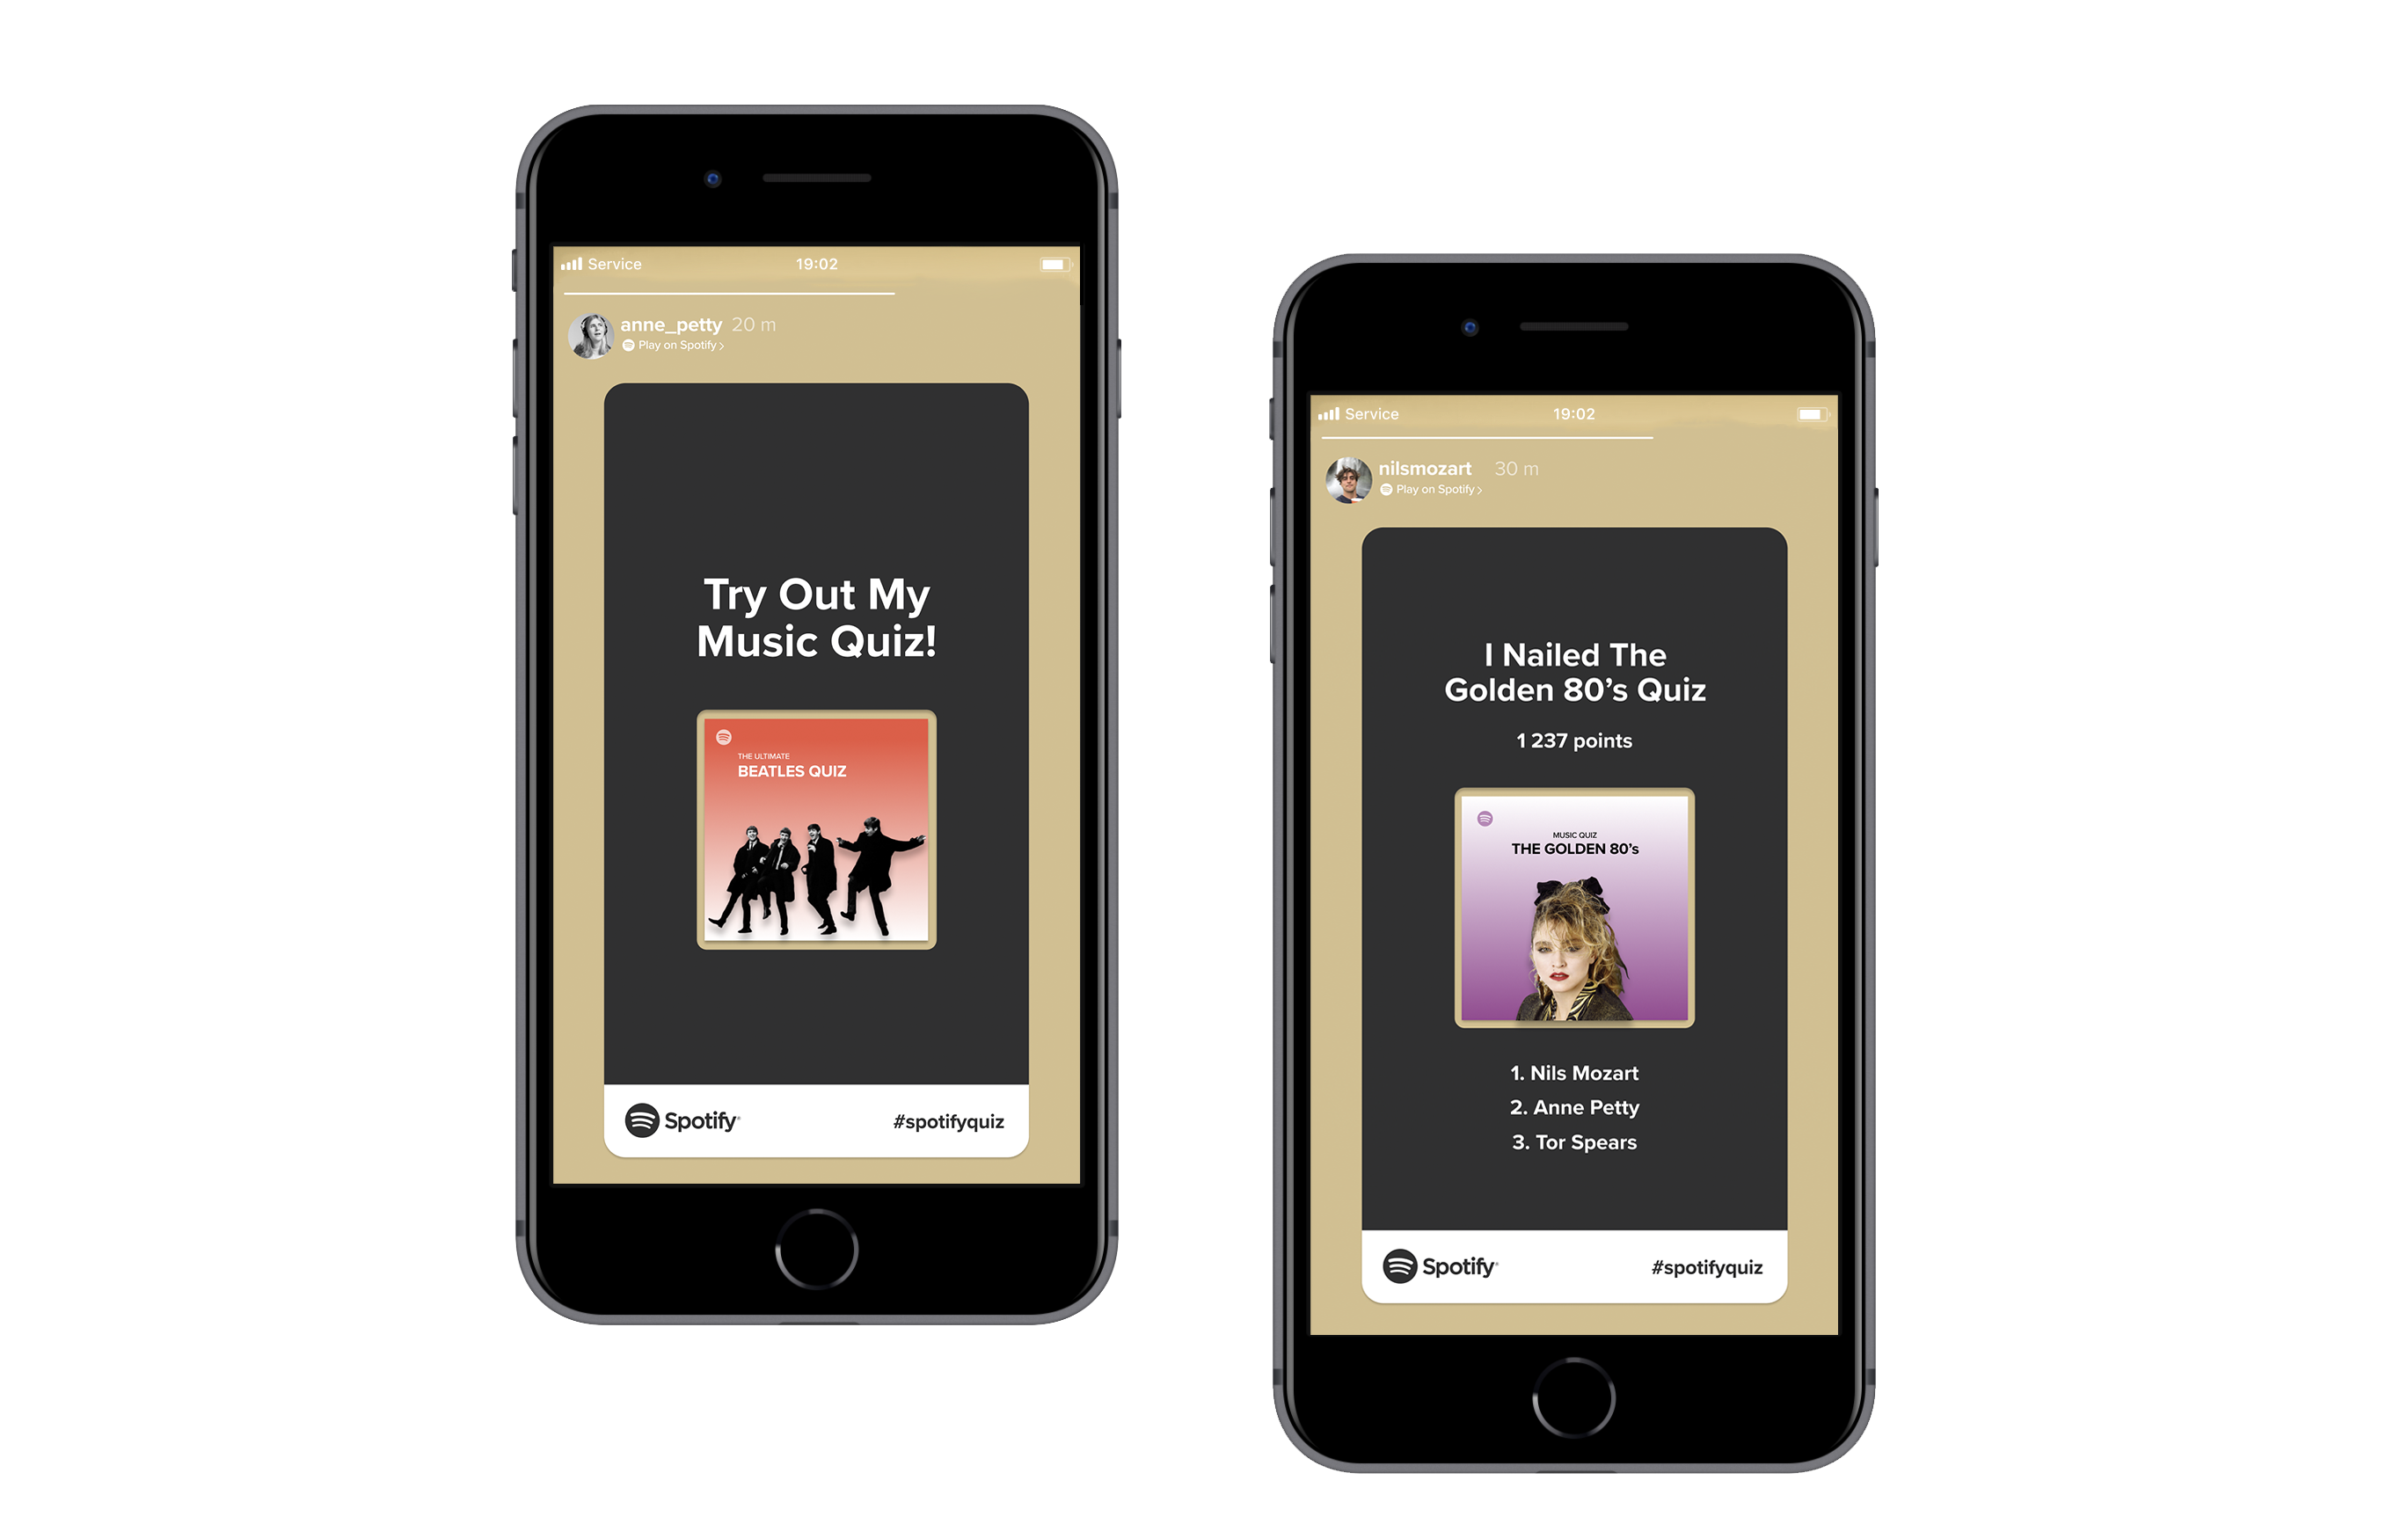 Service 19:02
anne_petty 20 m
Play on Spotify >
Try Out My
Music Quiz!
THE ULTIMATE
BEATLES QUIZ
Spotify #spotifyquiz
Service 19:02
nilsmozart 30 m
Play on Spotify >
I Nailed The
Golden 80’s Quiz
1 237 points
MUSIC QUIZ
THE GOLDEN 80’s
1. Nils Mozart
2. Anne Petty
3. Tor Spears
Spotify #spotifyquiz